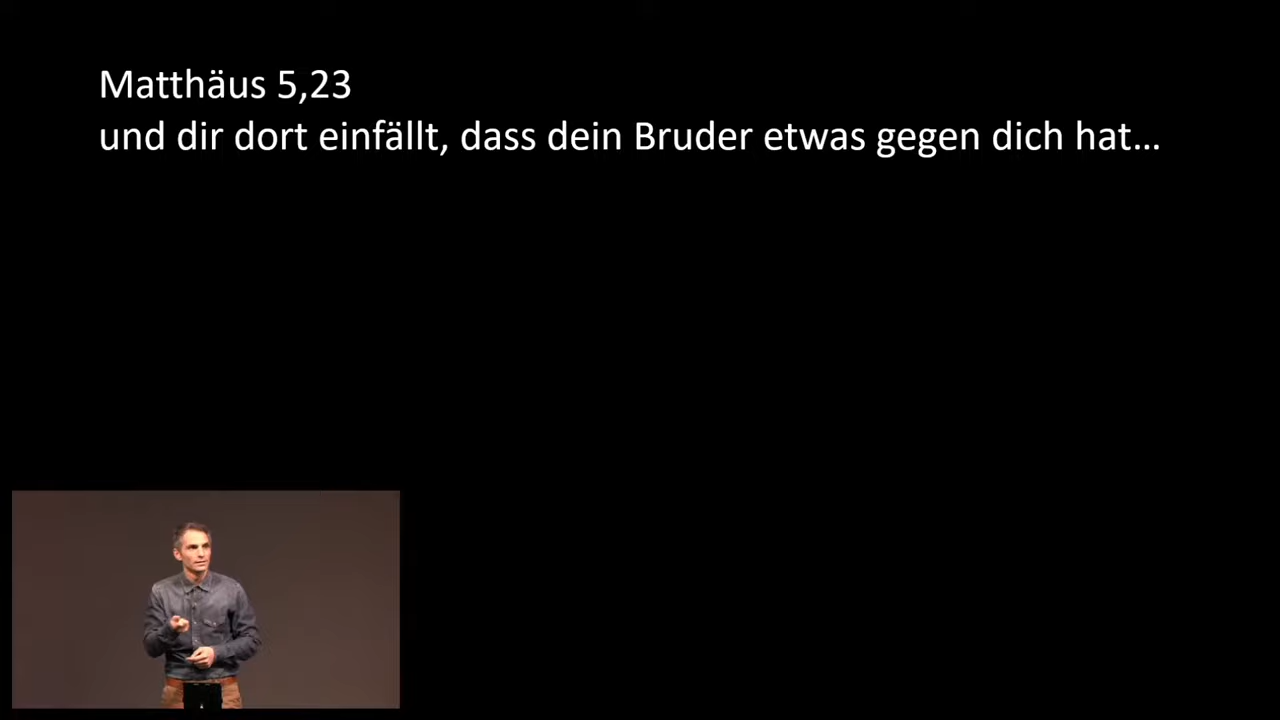 Matthäus 5,23
und dir dort einfällt, dass dein Bruder etwas gegen dich hat…